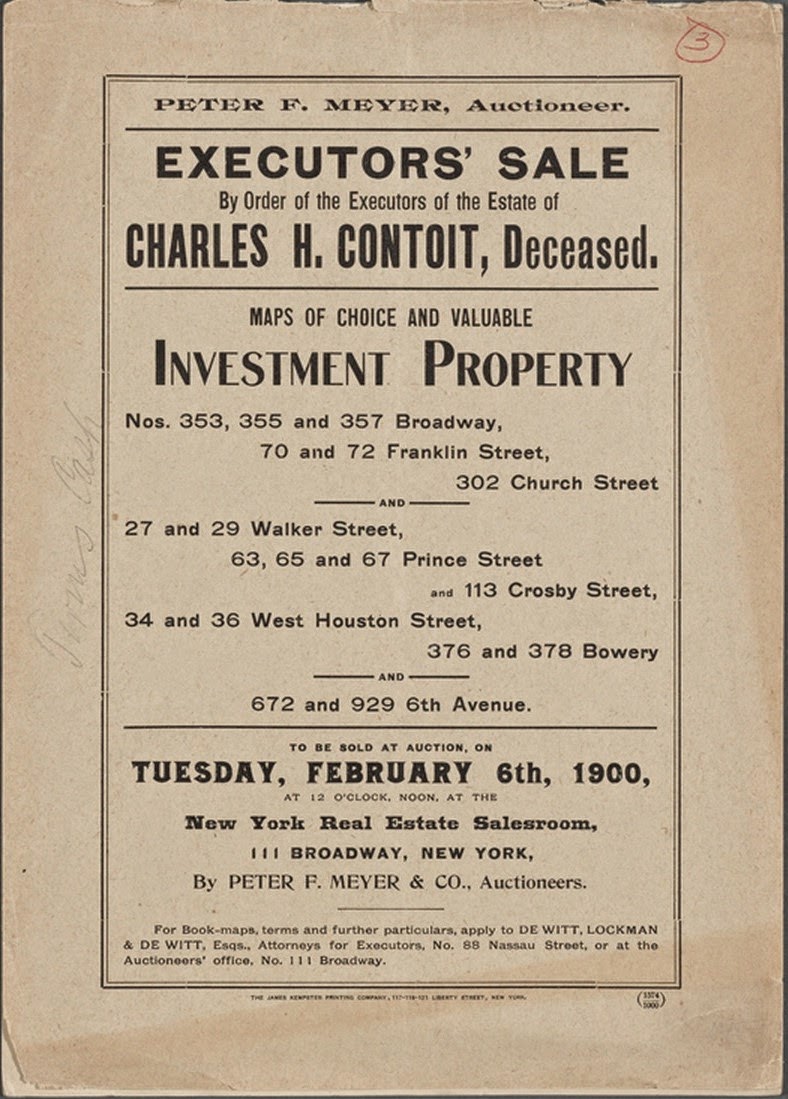 3
PETER F. MEYER, Auctioneer.
EXECUTORS' SALE
By Order of the Executors of the Estate of
CHARLES H. CONTOIT, Deceased.
MAPS OF CHOICE AND VALUABLE
INVESTMENT PROPERTY
Nos. 353, 355 and 357 Broadway,
70 and 72 Franklin Street,
302 Church Street
AND
27 and 29 Walker Street,
63, 65 and 67 Prince Street
and 113 Crosby Street,
34 and 36 West Houston Street,
376 and 378 Bowery
AND
672 and 929 6th Avenue.
TO BE SOLD AT AUCTION, ON
TUESDAY, FEBRUARY 6th, 1900,
AT 12 O'CLOCK, NOON, AT THE
New York Real Estate Salesroom,
111 BROADWAY, NEW YORK,
By PETER F. MEYER & CO., Auctioneers.
For Book-maps, terms and further particulars, apply to DE WITT, LOCKMAN
& DE WITT, Esqs., Attorneys for Executors, No. 88 Nassau Street, or at the
Auctioneers' office, No. 111 Broadway.
THE JAMES KEMPSTER PRINTING COMPANY, 117-119-121 LIBERTY STREET, NEW YORK.
Terms Cash